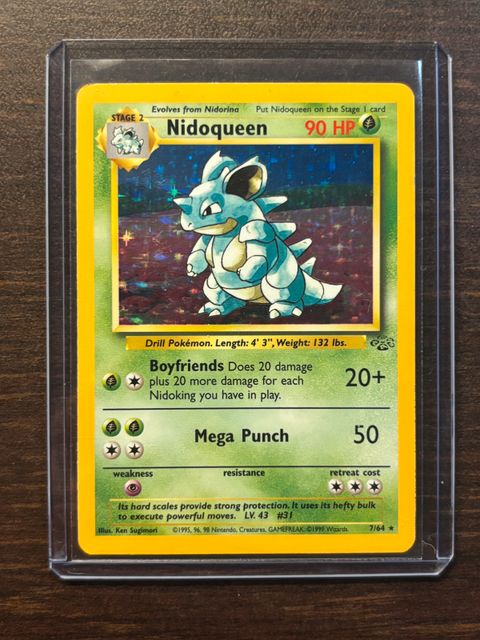 Evolves from Nidorina Put Nidoqueen on the Stage 1 card
STAGE 2
Nidoqueen 90 HP
Drill Pokémon. Length: 4' 3", Weight: 132 lbs.
Boyfriends Does 20 damage
plus 20 more damage for each
Nidoking you have in play.
20+
Mega Punch 50
weakness resistance retreat cost
Its hard scales provide strong protection. It uses its hefty bulk
to execute powerful moves. LV. 43 #31
Illus. Ken Sugimori ©1995, 96, 98 Nintendo, Creatures, GAMEFREAK. ©1999 Wizards. 7/64 ★